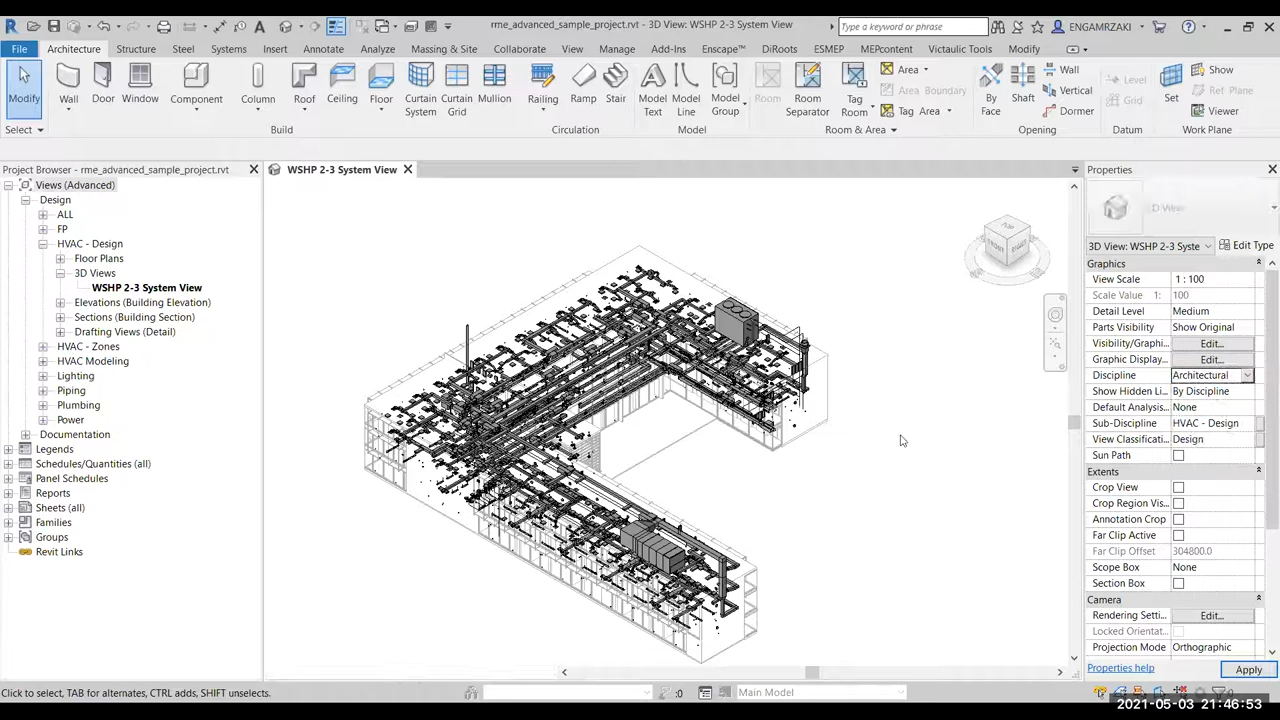 rme_advanced_sample_project.rvt - 3D View: WSHP 2-3 System View
Type a keyword or phrase
ENGAMRZAKI
File Architecture Structure Steel Systems Insert Annotate Analyze Massing & Site Collaborate View Manage Add-Ins Enscape™ DiRoots ESMEP MEPcontent Victaulic Tools Modify
Modify Wall Door Window Component Column Roof Ceiling Floor Curtain System Curtain Grid Mullion Railing Ramp Stair Model Text Model Line Model Group Room Room Separator Tag Room
Area
Area Boundary
Tag Area
By Face Shaft
Wall
Vertical
Dormer
Level
Grid
Set
Show
Ref Plane
Viewer
Select Build Circulation Model Room & Area Opening Datum Work Plane
Project Browser - rme_advanced_sample_project.rvt
Views (Advanced)
Design
ALL
FP
HVAC - Design
Floor Plans
3D Views
WSHP 2-3 System View
Elevations (Building Elevation)
Sections (Building Section)
Drafting Views (Detail)
HVAC - Zones
HVAC Modeling
Lighting
Piping
Plumbing
Power
Documentation
Legends
Schedules/Quantities (all)
Panel Schedules
Reports
Sheets (all)
Families
Groups
Revit Links
WSHP 2-3 System View
TOP
FRONT
RIGHT
Properties
3D View
3D View: WSHP 2-3 Syste
Edit Type
Graphics
View Scale 1 : 100
Scale Value 1: 100
Detail Level Medium
Parts Visibility Show Original
Visibility/Graphi... Edit...
Graphic Display... Edit...
Discipline Architectural
Show Hidden Li... By Discipline
Default Analysis... None
Sub-Discipline HVAC - Design
View Classificati... Design
Sun Path
Extents
Crop View
Crop Region Vis...
Annotation Crop
Far Clip Active
Far Clip Offset 304800.0
Scope Box None
Section Box
Camera
Rendering Setti... Edit...
Locked Orientat...
Projection Mode Orthographic
Properties help
Apply
Click to select, TAB for alternates, CTRL adds, SHIFT unselects.
:0
Main Model
2021-05-03 21:46:53